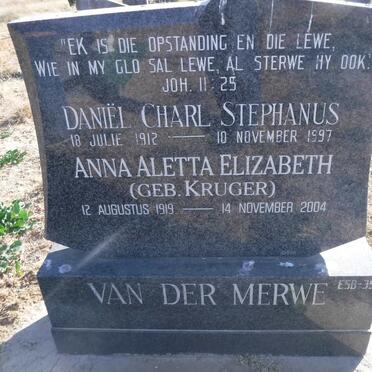 "EK IS DIE OPSTANDING EN DIE LEWE,
WIE IN MY GLO SAL LEWE, AL STERWE HY OOK.
JOH. 11 : 25
DANIËL CHARL STEPHANUS
18 JULIE 1912 — 10 NOVEMBER 1997
ANNA ALETTA ELIZABETH
(GEB. KRUGER)
12 AUGUSTUS 1919 — 14 NOVEMBER 2004
VAN DER MERWE